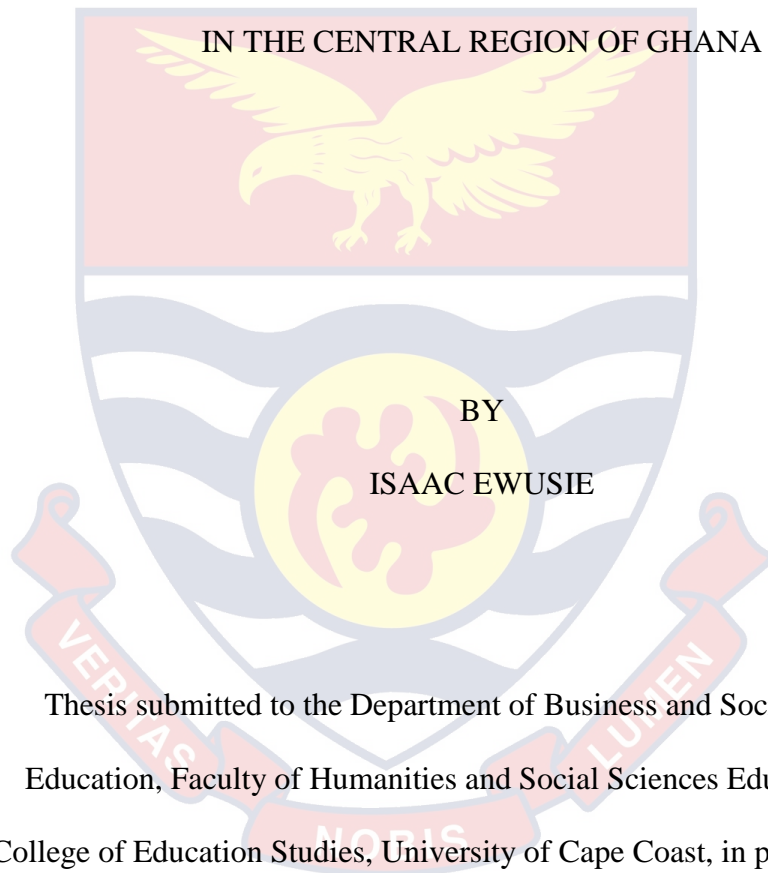 IN THE CENTRAL REGION OF GHANA
BY
ISAAC EWUSIE
VERITAS
NOBIS
LUMEN
Thesis submitted to the Department of Business and Soc
Education, Faculty of Humanities and Social Sciences Edu
College of Education Studies, University of Cape Coast, in p